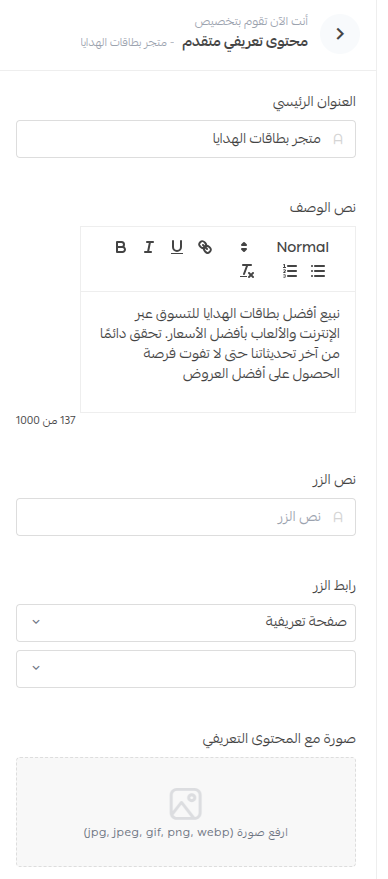 أنت الآن تقوم بتخصيص
محتوى تعريفي متقدم - متجر بطاقات الهدايا
العنوان الرئيسي
متجر بطاقات الهدايا
نص الوصف
Normal B I U
نبيع أفضل بطاقات الهدايا للتسوق عبر
الإنترنت والألعاب بأفضل الأسعار. تحقق دائمًا
من آخر تحديثاتنا حتى لا تفوت فرصة
الحصول على أفضل العروض
137 من 1000
نص الزر
نص الزر
رابط الزر
صفحة تعريفية
صورة مع المحتوى التعريفي
ارفع صورة (jpg, jpeg, gif, png, webp)